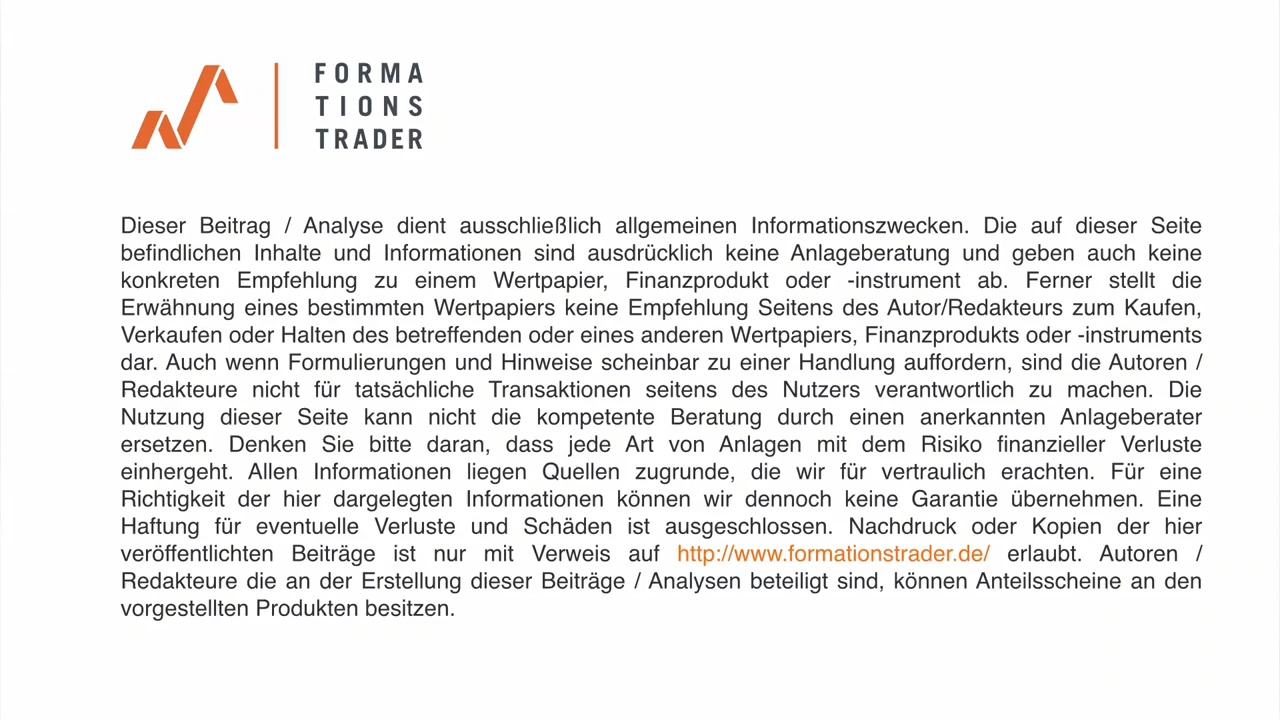 FORMA
TIONS
TRADER
Dieser Beitrag / Analyse dient ausschließlich allgemeinen Informationszwecken. Die auf dieser Seite
befindlichen Inhalte und Informationen sind ausdrücklich keine Anlageberatung und geben auch keine
konkreten Empfehlung zu einem Wertpapier, Finanzprodukt oder -instrument ab. Ferner stellt die
Erwähnung eines bestimmten Wertpapiers keine Empfehlung Seitens des Autor/Redakteurs zum Kaufen,
Verkaufen oder Halten des betreffenden oder eines anderen Wertpapiers, Finanzprodukts oder -instruments
dar. Auch wenn Formulierungen und Hinweise scheinbar zu einer Handlung auffordern, sind die Autoren /
Redakteure nicht für tatsächliche Transaktionen seitens des Nutzers verantwortlich zu machen. Die
Nutzung dieser Seite kann nicht die kompetente Beratung durch einen anerkannten Anlageberater
ersetzen. Denken Sie bitte daran, dass jede Art von Anlagen mit dem Risiko finanzieller Verluste
einhergeht. Allen Informationen liegen Quellen zugrunde, die wir für vertraulich erachten. Für eine
Richtigkeit der hier dargelegten Informationen können wir dennoch keine Garantie übernehmen. Eine
Haftung für eventuelle Verluste und Schäden ist ausgeschlossen. Nachdruck oder Kopien der hier
veröffentlichten Beiträge ist nur mit Verweis auf http://www.formationstrader.de/ erlaubt. Autoren /
Redakteure die an der Erstellung dieser Beiträge / Analysen beteiligt sind, können Anteilsscheine an den
vorgestellten Produkten besitzen.